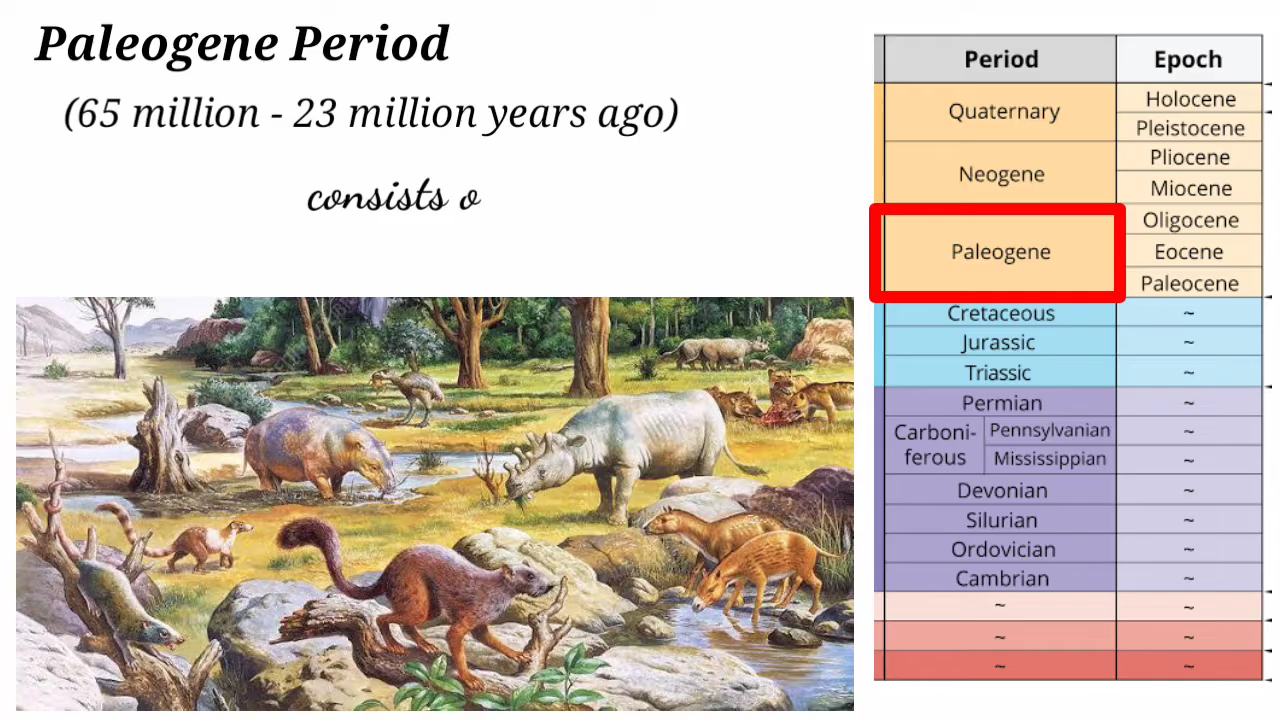 Paleogene Period
(65 million - 23 million years ago)
consists o
Period Epoch
Quaternary Holocene
Pleistocene
Neogene Pliocene
Miocene
Paleogene Oligocene
Eocene
Paleocene
Cretaceous ~
Jurassic ~
Triassic ~
Permian ~
Carboni-
ferous
Pennsylvanian ~
Mississippian ~
Devonian ~
Silurian ~
Ordovician ~
Cambrian ~
~ ~
~ ~
~ ~